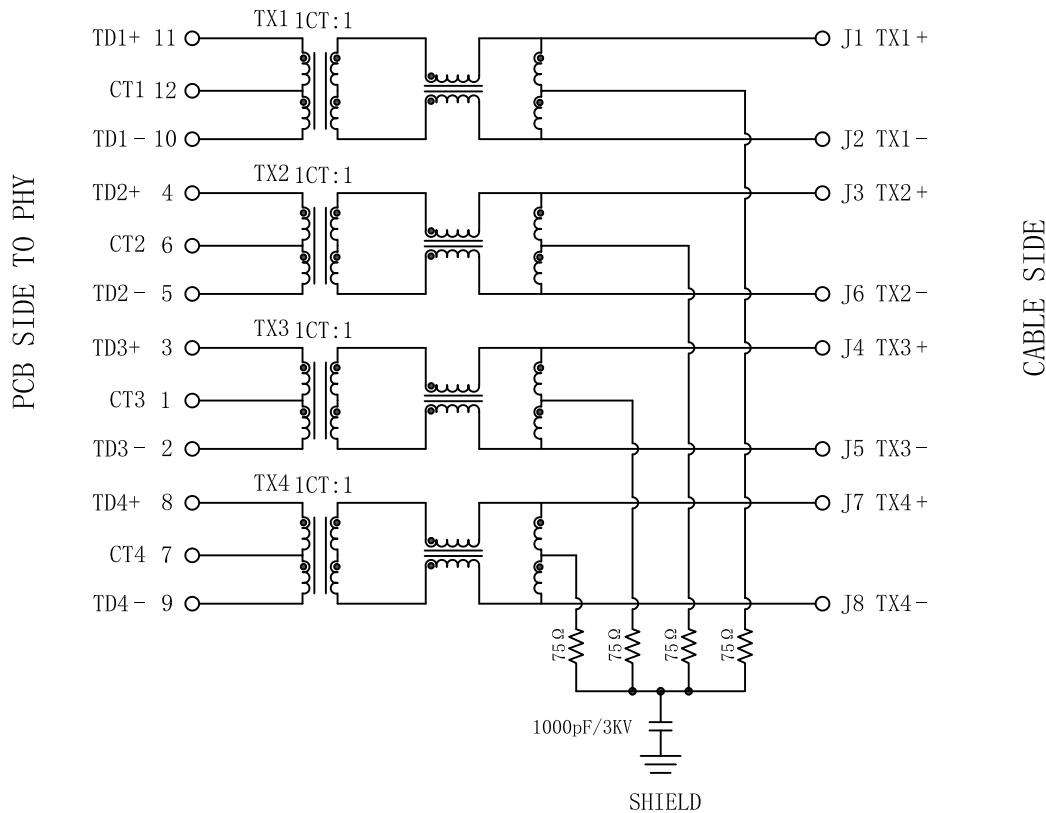 TX1 1CT:1
TD1+ 11
J1 TX1+
CT1 12
TD1- 10
J2 TX1-
TX2 1CT:1
TD2+ 4
J3 TX2+
CT2 6
TD2- 5
J6 TX2-
TX3 1CT:1
TD3+ 3
J4 TX3+
CT3 1
TD3- 2
J5 TX3-
TX4 1CT:1
TD4+ 8
J7 TX4+
CT4 7
TD4- 9
J8 TX4-
PCB SIDE TO PHY
CABLE SIDE
75Ω
75Ω
75Ω
75Ω
1000pF/3KV
SHIELD